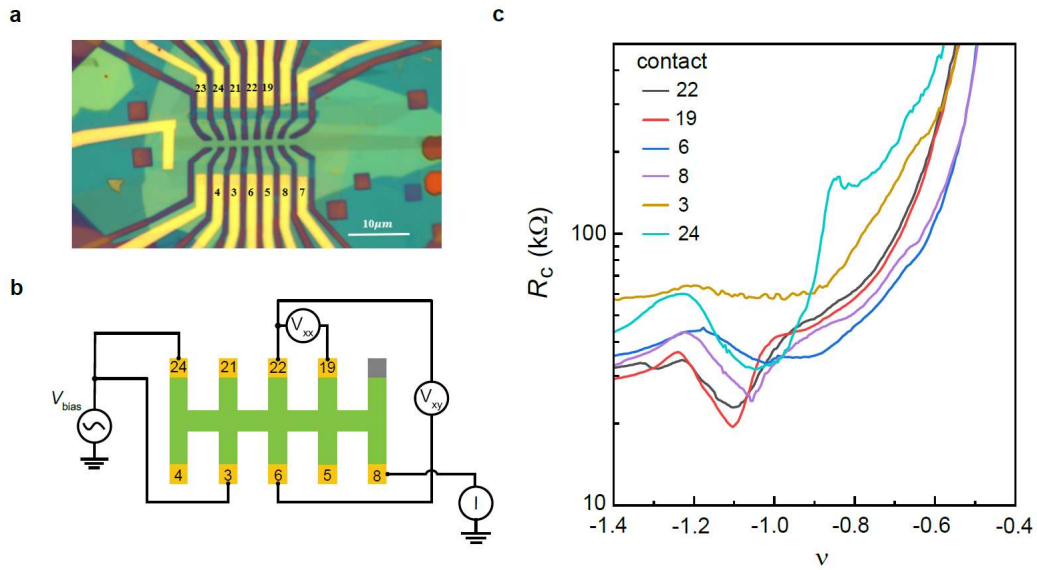 a
23 24 21 22 19
4 3 6 5 8 7
10μm
b
V_xx
24 21 22 19
V_bias
V_xy
4 3 6 5 8
I
c
contact
22
19
6
8
3
24
R_C (kΩ)
100
10
-1.4 -1.2 -1.0 -0.8 -0.6 -0.4
ν